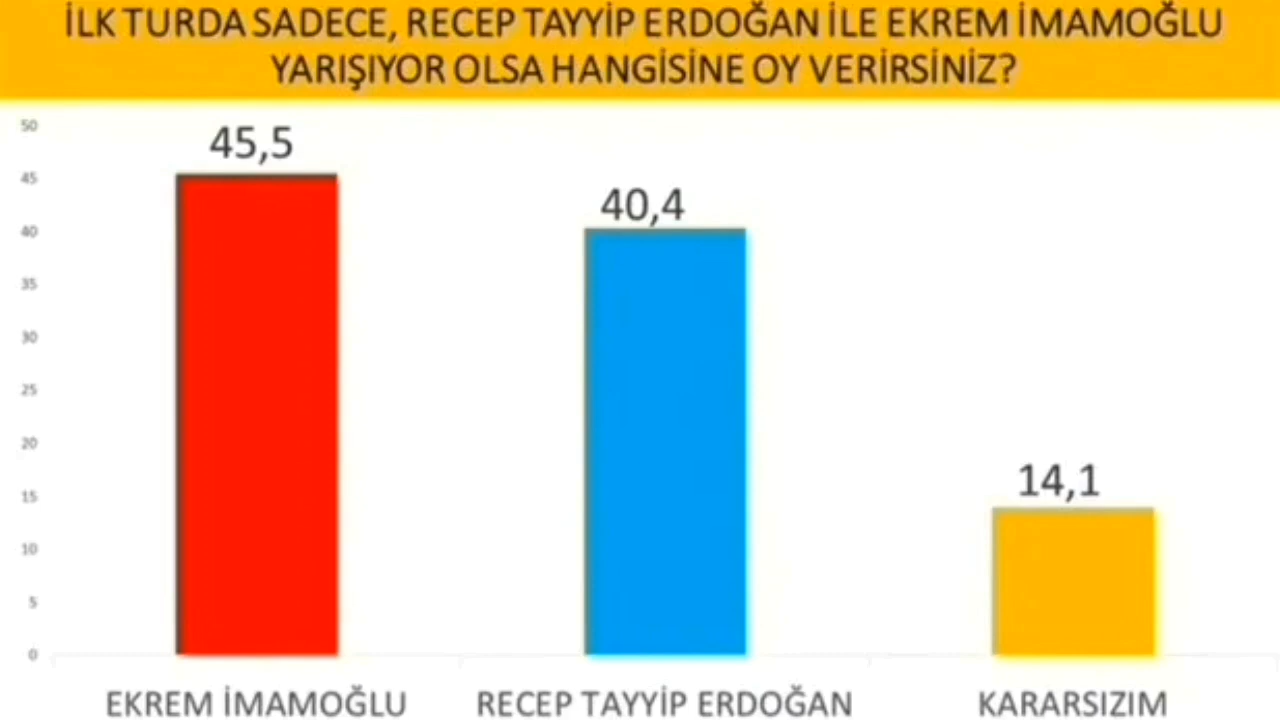 İLK TURDA SADECE, RECEP TAYYİP ERDOĞAN İLE EKREM İMAMOĞLU
YARIŞIYOR OLSA HANGİSİNE OY VERİRSİNİZ?
50
45
40
35
30
25
20
15
10
5
0
45,5
40,4
14,1
EKREM İMAMOĞLU
RECEP TAYYİP ERDOĞAN
KARARSIZIM